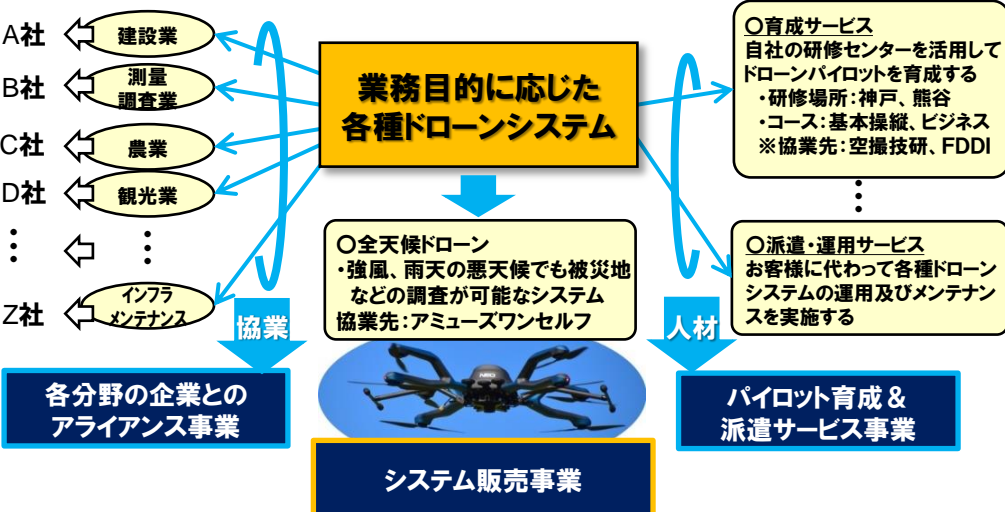 A社
建設業
B社
測量
調査業
C社
農業
D社
観光業
⋮
⋮
Z社
インフラ
メンテナンス
業務目的に応じた
各種ドローンシステム
〇育成サービス
自社の研修センターを活用して
ドローンパイロットを育成する
・研修場所：神戸、熊谷
・コース：基本操縦、ビジネス
※協業先：空撮技研、FDDI
⋮
〇派遣・運用サービス
お客様に代わって各種ドローン
システムの運用及びメンテナン
スを実施する
〇全天候ドローン
・強風、雨天の悪天候でも被災地
などの調査が可能なシステム
協業先：アミューズワンセルフ
協業
人材
各分野の企業との
アライアンス事業
システム販売事業
パイロット育成＆
派遣サービス事業